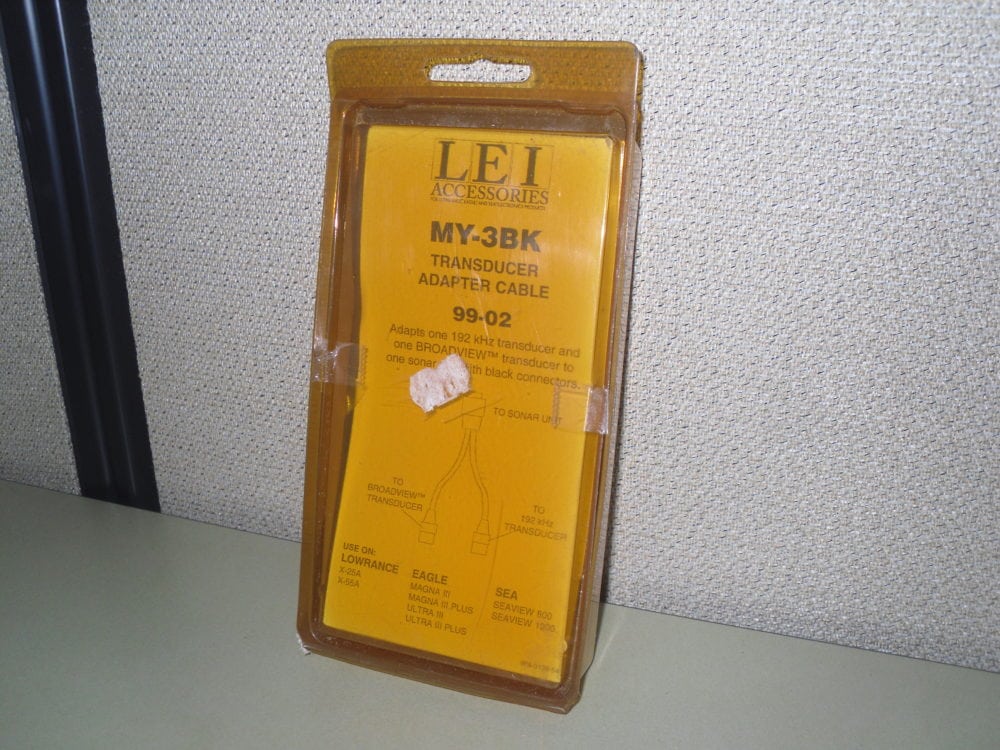 LEI
ACCESSORIES
MY-3BK
TRANSDUCER
ADAPTER CABLE
99-02
Adapts one 192 kHz transducer and
one BROADVIEW™ transducer to
one sonar with black connectors.
TO SONAR UNIT
TO
BROADVIEW™
TRANSDUCER
TO
192 kHz
TRANSDUCER
USE ON:
LOWRANCE
X-25A
X-55A
EAGLE
MAGNA III
MAGNA III PLUS
ULTRA III
ULTRA III PLUS
SEA
SEAVIEW 800
SEAVIEW 1200